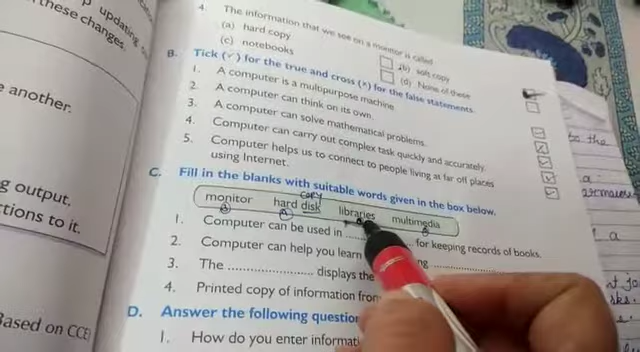 updating
these changes.
e another.
g output.
ctions to it.
Based on CCE
4. The information that we see on a monitor is called
(a) hard copy
(b) soft copy
(c) notebooks
(d) None of these
B. Tick (✓) for the true and cross (×) for the false statements.
1. A computer is a multipurpose machine.
2. A computer can think on its own.
3. A computer can solve mathematical problems.
4. Computer can carry out complex task quickly and accurately.
5. Computer helps us to connect to people living at far off places
using Internet.
C. Fill in the blanks with suitable words given in the box below.
copy
monitor hard disk libraries multimedia
1. Computer can be used in ............ for keeping records of books.
2. Computer can help you learn ng ............
3. The ............ displays the
4. Printed copy of information from
D. Answer the following question
1. How do you enter informati
to the
a
a